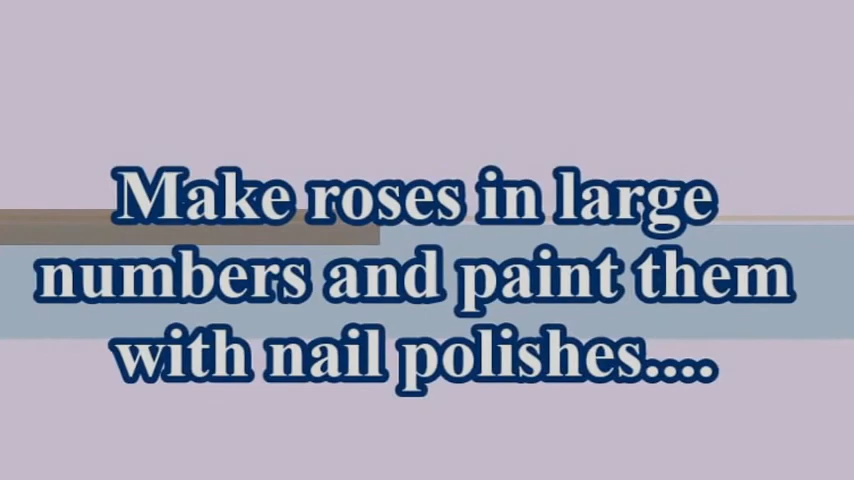 Make roses in large
numbers and paint them
with nail polishes....